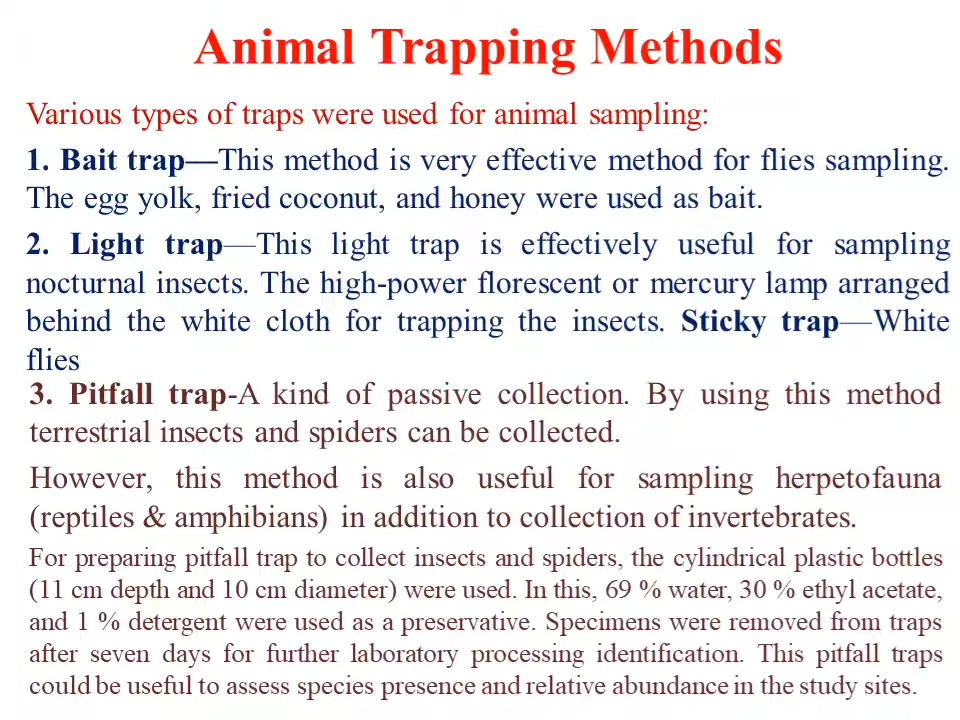 Animal Trapping Methods
Various types of traps were used for animal sampling:
1. Bait trap—This method is very effective method for flies sampling.
The egg yolk, fried coconut, and honey were used as bait.
2. Light trap—This light trap is effectively useful for sampling
nocturnal insects. The high-power florescent or mercury lamp arranged
behind the white cloth for trapping the insects. Sticky trap—White
flies
3. Pitfall trap-A kind of passive collection. By using this method
terrestrial insects and spiders can be collected.
However, this method is also useful for sampling herpetofauna
(reptiles & amphibians) in addition to collection of invertebrates.
For preparing pitfall trap to collect insects and spiders, the cylindrical plastic bottles
(11 cm depth and 10 cm diameter) were used. In this, 69 % water, 30 % ethyl acetate,
and 1 % detergent were used as a preservative. Specimens were removed from traps
after seven days for further laboratory processing identification. This pitfall traps
could be useful to assess species presence and relative abundance in the study sites.